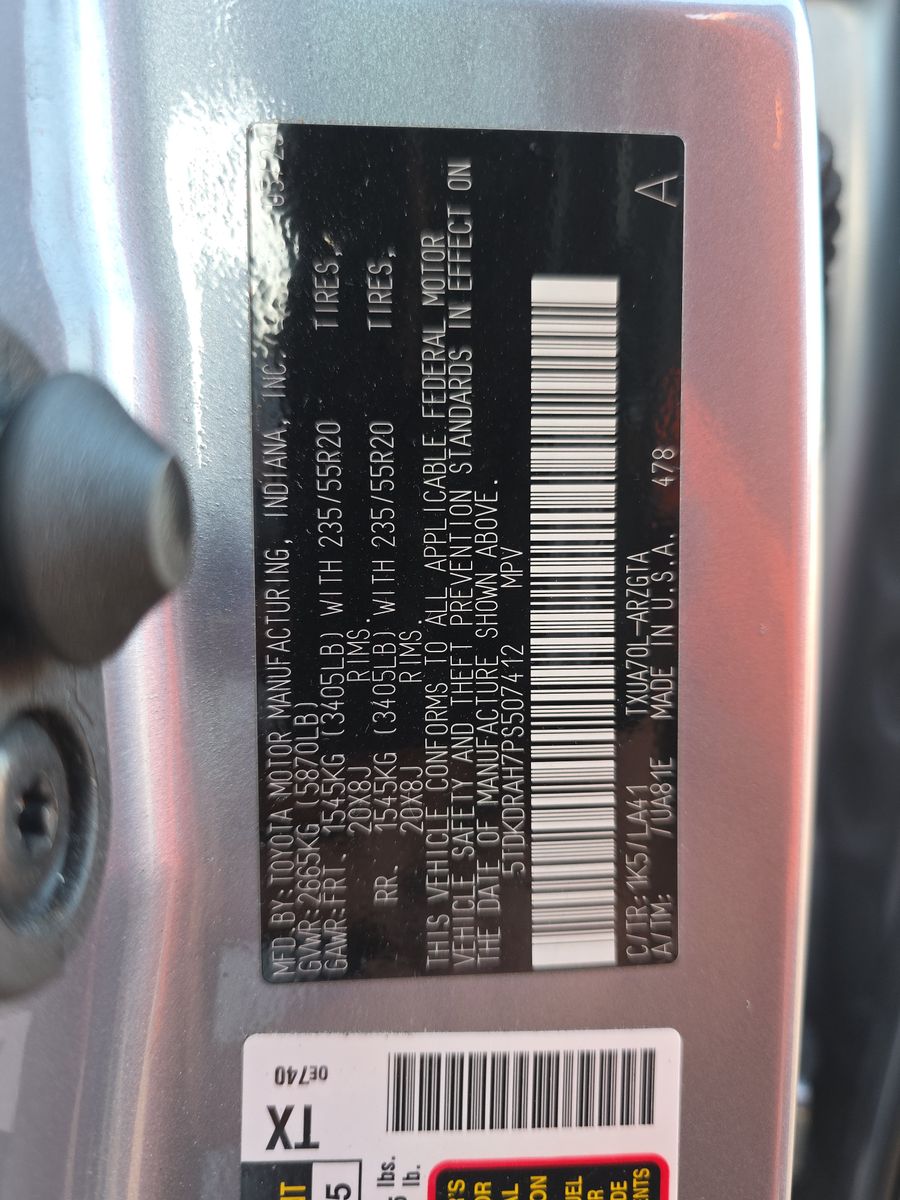 MFD.BY:TOYOTA MOTOR MANUFACTURING, INDIANA, INC.
GVWR:2665KG (5870LB)
GAWR:FRT. 1545KG (3405LB) WITH 235/55R20 TIRES,
20X8J RIMS.
RR. 1545KG (3405LB) WITH 235/55R20 TIRES,
20X8J RIMS.
THIS VEHICLE CONFORMS TO ALL APPLICABLE FEDERAL MOTOR
VEHICLE SAFETY AND THEFT PREVENTION STANDARDS IN EFFECT ON
THE DATE OF MANUFACTURE SHOWN ABOVE.
5TDKDRAH7PS507412 MPV
C/TR:1K5/LA41 TXUA70L-ARZGTA
A/TM: /UA81E MADE IN U.S.A. 478 A
0E740
TX
lbs.
lb.